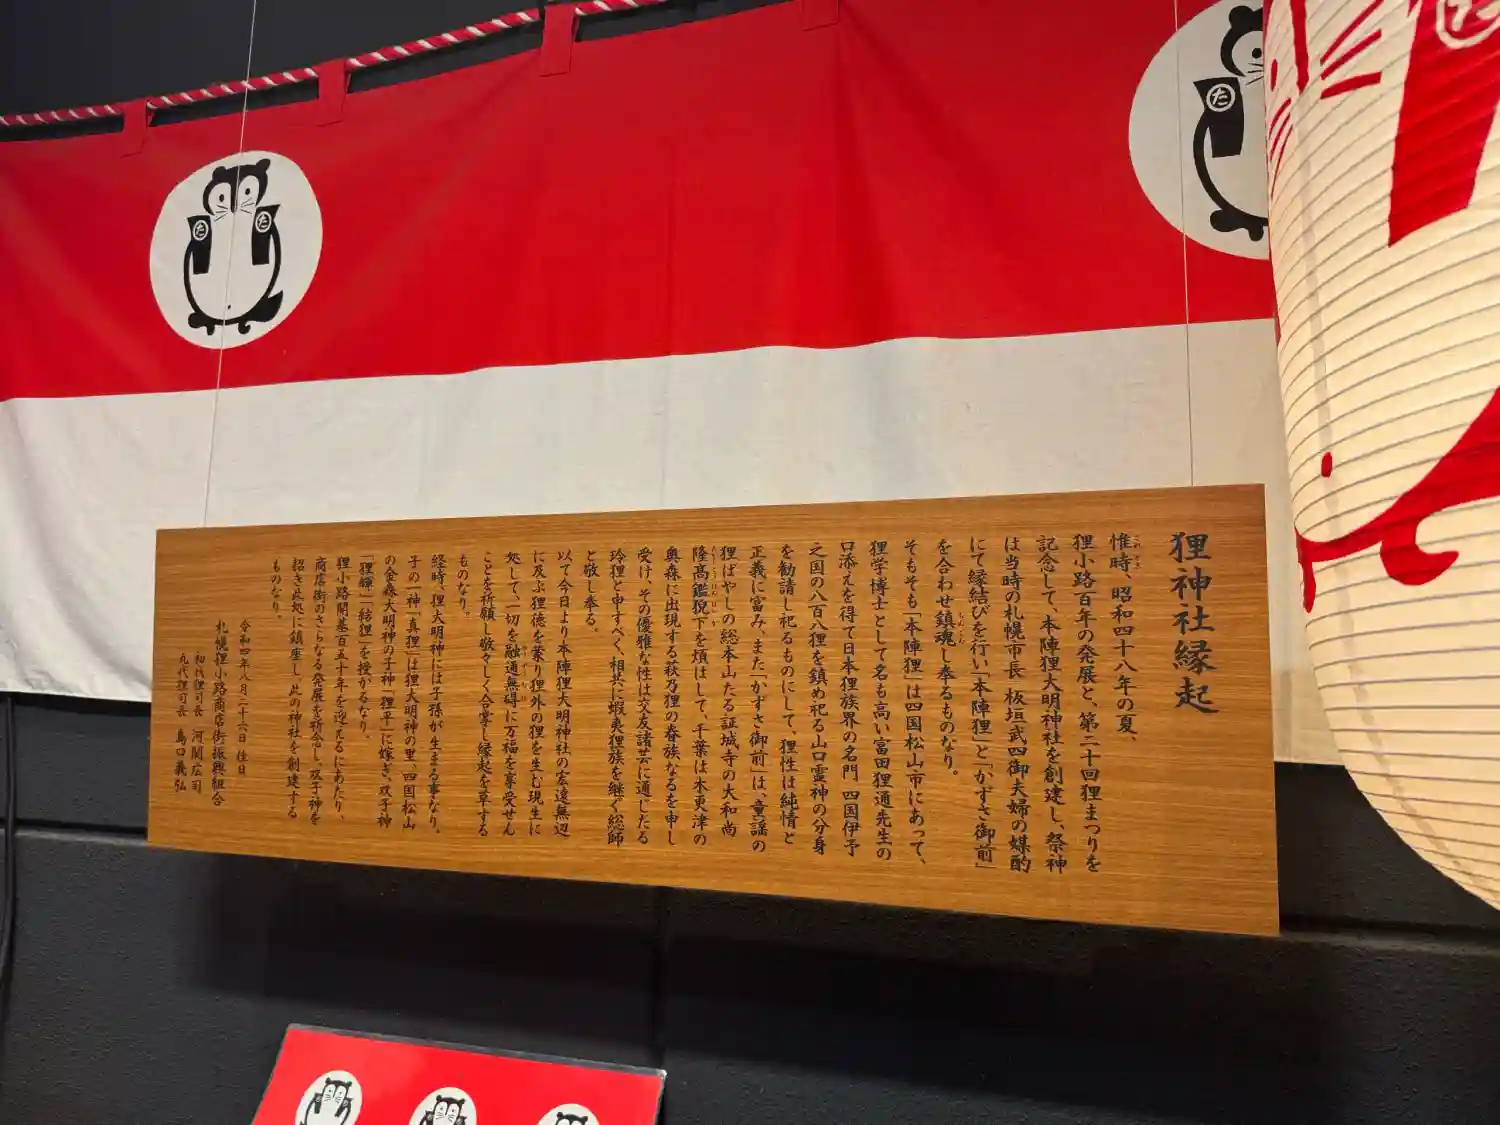 狸神社縁起
惟時、昭和四十八年の夏、
狸小路百年の発展と、第二十回狸まつりを
記念して、本陣狸大明神社を創建し、祭神
は当時の札幌市長 板垣武四御夫婦の媒酌
にて縁結びを行い「本陣狸」と「かずさ御前」
を合わせ鎮魂し奉るものなり。
そもそも「本陣狸」は四国松山市にあって、
狸学博士として名も高い富田狸通先生の
口添えを得て日本狸族界の名門、四国伊予
之国の八百八狸を鎮め祀る山口霊神の分身
を勧請し祀るものにして、狸性は純情と
正義に富み、また「かずさ御前」は、童謡の
狸ばやしの総本山たる証城寺の大和尚
隆高鑑猊下を煩はして、千葉は木更津の
奥森に出現する萩乃狸の眷族なるを申し
受け、その優雅な性は交友諸芸に通じたる
玲狸と申すべく、相共に蝦夷狸族を継ぐ総師
と敬し奉る。
以て今日より本陣狸大明神社の宏遠無辺
に及ぶ狸徳を蒙り狸外の狸を生む現生に
処して、一切を融通無碍に万福を享受せん
ことを祈願し敬々しく合掌し縁起を草する
ものなり。
経時、狸大明神には子孫が生まる事なり。
子の神「真狸」は狸大明神の里、四国松山
の金森大明神の子神「狸平」に嫁ぎ、双子神
「狸輝」「結狸」を授かるなり。
狸小路開基百五十年を迎えるにあたり、
商店街のさらなる発展を祈念し、双子神を
招き此処に鎮座し、此の神社を創建する
ものなり。
令和四年八月二十六日 佳日
札幌狸小路商店街振興組合
初代狸司長 河関広司
九代狸司長 島口義弘
た
た
た
た